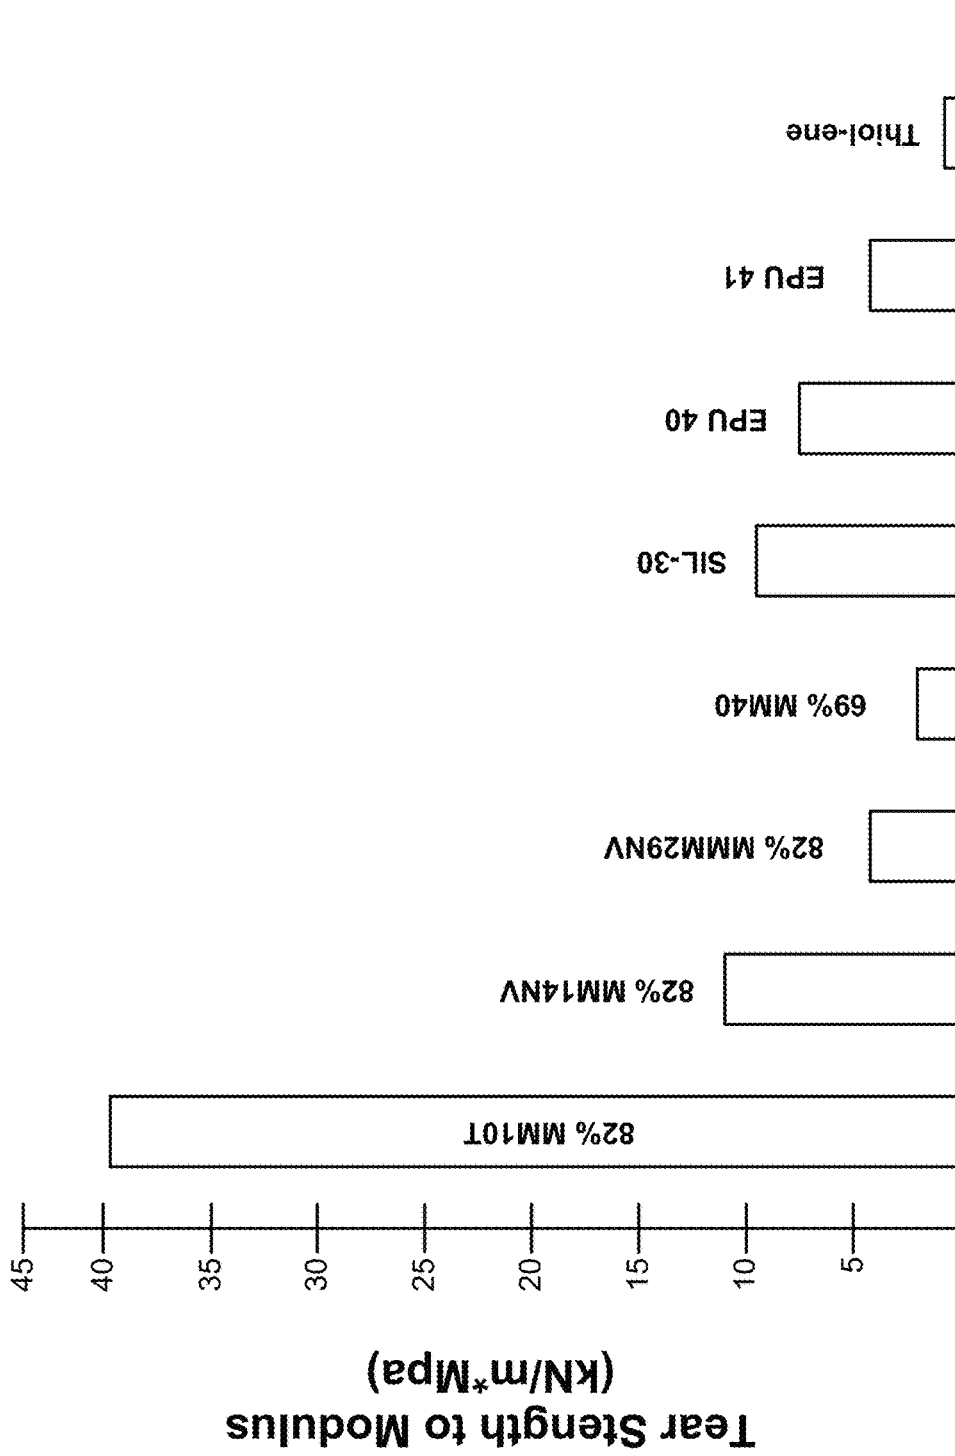 Tear Stength to Modulus
(kN/m*Mpa)
45
40
35
30
25
20
15
10
5
82% MM10T
82% MM14NV
82% MMM29NV
69% MM40
SIL-30
EPU 40
EPU 41
Thiol-ene